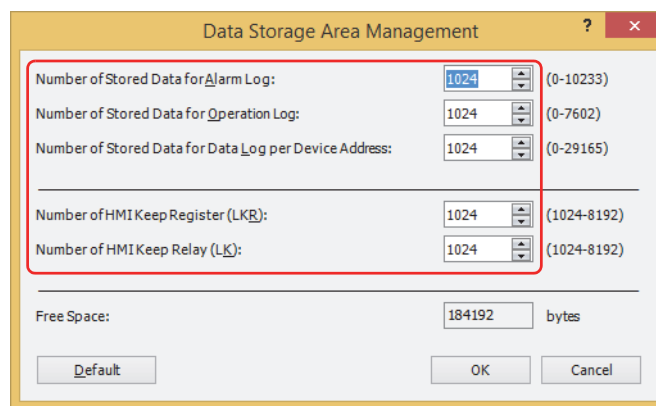 Data Storage Area Management ? ×
Number of Stored Data for Alarm Log: 1024 (0-10233)
Number of Stored Data for Operation Log: 1024 (0-7602)
Number of Stored Data for Data Log per Device Address: 1024 (0-29165)
Number of HMI Keep Register (LKR): 1024 (1024-8192)
Number of HMI Keep Relay (LK): 1024 (1024-8192)
Free Space: 184192 bytes
Default OK Cancel